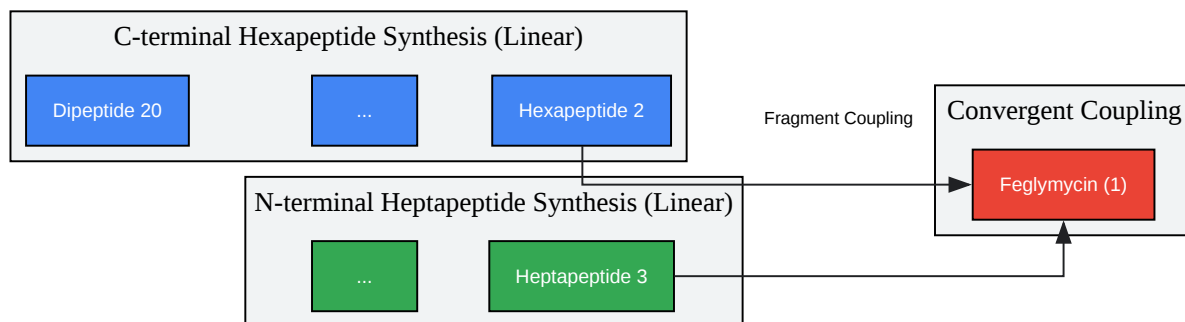 C-terminal Hexapeptide Synthesis (Linear)
Dipeptide 20
...
Hexapeptide 2
Fragment Coupling
Convergent Coupling
Feglymycin (1)
N-terminal Heptapeptide Synthesis (Linear)
...
Heptapeptide 3